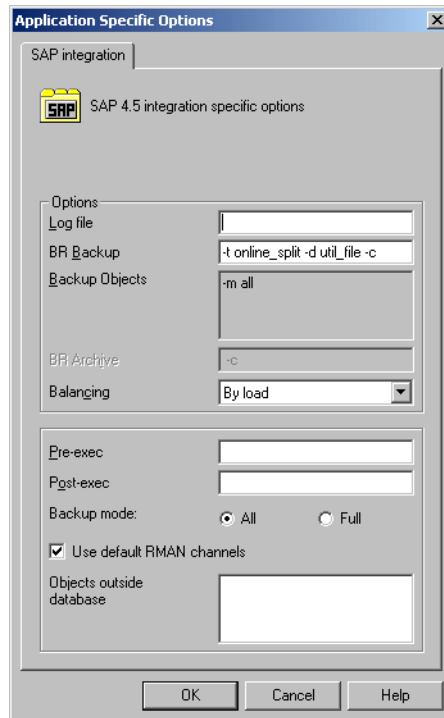 Application Specific Options
SAP integration
SAP SAP 4.5 integration specific options
Options
Log file
BR Backup -t online_split -d util_file -c
Backup Objects -m all
BR Archive -c
Balancing By load
Pre-exec
Post-exec
Backup mode: All Full
Use default RMAN channels
Objects outside
database
OK Cancel Help